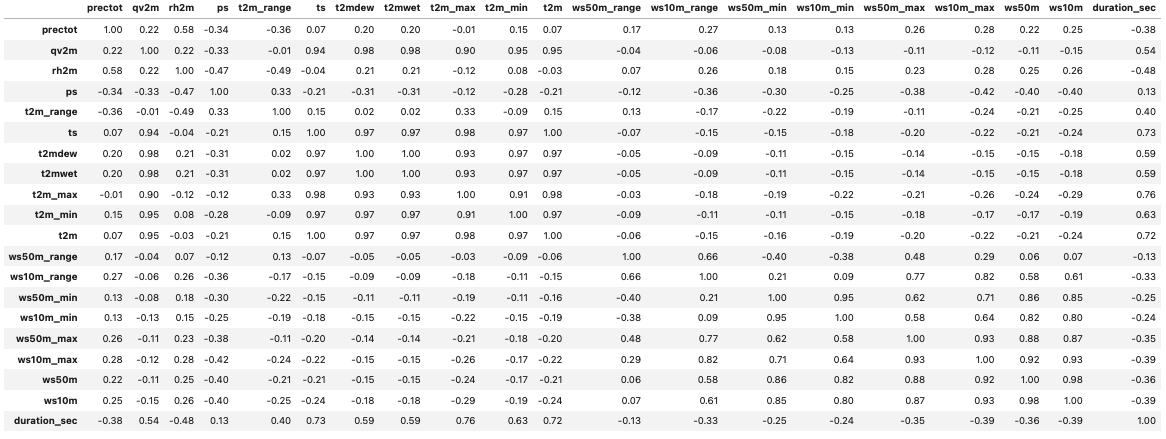 prectot qv2m rh2m ps t2m_range ts t2mdew t2mwet t2m_max t2m_min t2m ws50m_range ws10m_range ws50m_min ws10m_min ws50m_max ws10m_max ws50m ws10m duration_sec
prectot 1.00 0.22 0.58 -0.34 -0.36 0.07 0.20 0.20 -0.01 0.15 0.07 0.17 0.27 0.13 0.13 0.26 0.28 0.22 0.25 -0.38
qv2m 0.22 1.00 0.22 -0.33 -0.01 0.94 0.98 0.98 0.90 0.95 0.95 -0.04 -0.06 -0.08 -0.13 -0.11 -0.12 -0.11 -0.15 0.54
rh2m 0.58 0.22 1.00 -0.47 -0.49 -0.04 0.21 0.21 -0.12 0.08 -0.03 0.07 0.26 0.18 0.15 0.23 0.28 0.25 0.26 -0.48
ps -0.34 -0.33 -0.47 1.00 0.33 -0.21 -0.31 -0.31 -0.12 -0.28 -0.21 -0.12 -0.36 -0.30 -0.25 -0.38 -0.42 -0.40 -0.40 0.13
t2m_range -0.36 -0.01 -0.49 0.33 1.00 0.15 0.02 0.02 0.33 -0.09 0.15 0.13 -0.17 -0.22 -0.19 -0.11 -0.24 -0.21 -0.25 0.40
ts 0.07 0.94 -0.04 -0.21 0.15 1.00 0.97 0.97 0.98 0.97 1.00 -0.07 -0.15 -0.15 -0.18 -0.20 -0.22 -0.21 -0.24 0.73
t2mdew 0.20 0.98 0.21 -0.31 0.02 0.97 1.00 1.00 0.93 0.97 0.97 -0.05 -0.09 -0.11 -0.15 -0.14 -0.15 -0.15 -0.18 0.59
t2mwet 0.20 0.98 0.21 -0.31 0.02 0.97 1.00 1.00 0.93 0.97 0.97 -0.05 -0.09 -0.11 -0.15 -0.14 -0.15 -0.15 -0.18 0.59
t2m_max -0.01 0.90 -0.12 -0.12 0.33 0.98 0.93 0.93 1.00 0.91 0.98 -0.03 -0.18 -0.19 -0.22 -0.21 -0.26 -0.24 -0.29 0.76
t2m_min 0.15 0.95 0.08 -0.28 -0.09 0.97 0.97 0.97 0.91 1.00 0.97 -0.09 -0.11 -0.11 -0.15 -0.18 -0.17 -0.17 -0.19 0.63
t2m 0.07 0.95 -0.03 -0.21 0.15 1.00 0.97 0.97 0.98 0.97 1.00 -0.06 -0.15 -0.16 -0.19 -0.20 -0.22 -0.21 -0.24 0.72
ws50m_range 0.17 -0.04 0.07 -0.12 0.13 -0.07 -0.05 -0.05 -0.03 -0.09 -0.06 1.00 0.66 -0.40 -0.38 0.48 0.29 0.06 0.07 -0.13
ws10m_range 0.27 -0.06 0.26 -0.36 -0.17 -0.15 -0.09 -0.09 -0.18 -0.11 -0.15 0.66 1.00 0.21 0.09 0.77 0.82 0.58 0.61 -0.33
ws50m_min 0.13 -0.08 0.18 -0.30 -0.22 -0.15 -0.11 -0.11 -0.19 -0.11 -0.16 -0.40 0.21 1.00 0.95 0.62 0.71 0.86 0.85 -0.25
ws10m_min 0.13 -0.13 0.15 -0.25 -0.19 -0.18 -0.15 -0.15 -0.22 -0.15 -0.19 -0.38 0.09 0.95 1.00 0.58 0.64 0.82 0.80 -0.24
ws50m_max 0.26 -0.11 0.23 -0.38 -0.11 -0.20 -0.14 -0.14 -0.21 -0.18 -0.20 0.48 0.77 0.62 0.58 1.00 0.93 0.88 0.87 -0.35
ws10m_max 0.28 -0.12 0.28 -0.42 -0.24 -0.22 -0.15 -0.15 -0.26 -0.17 -0.22 0.29 0.82 0.71 0.64 0.93 1.00 0.92 0.93 -0.39
ws50m 0.22 -0.11 0.25 -0.40 -0.21 -0.21 -0.15 -0.15 -0.24 -0.17 -0.21 0.06 0.58 0.86 0.82 0.88 0.92 1.00 0.98 -0.36
ws10m 0.25 -0.15 0.26 -0.40 -0.25 -0.24 -0.18 -0.18 -0.29 -0.19 -0.24 0.07 0.61 0.85 0.80 0.87 0.93 0.98 1.00 -0.39
duration_sec -0.38 0.54 -0.48 0.13 0.40 0.73 0.59 0.59 0.76 0.63 0.72 -0.13 -0.33 -0.25 -0.24 -0.35 -0.39 -0.36 -0.39 1.00